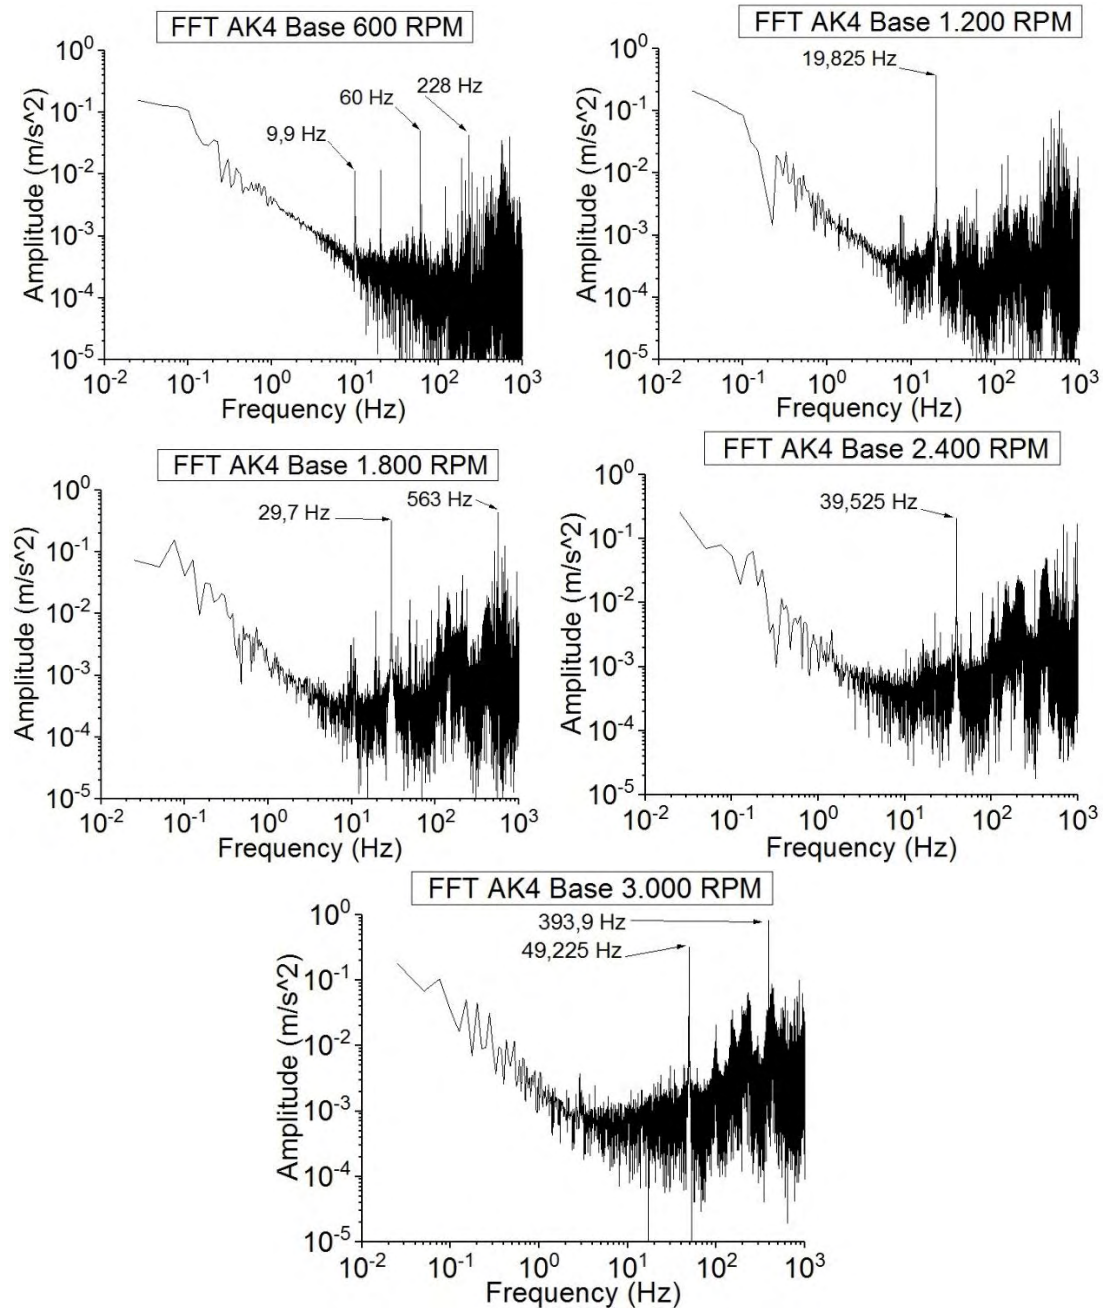 FFT AK4 Base 600 RPM
10^0
10^-1
10^-2
10^-3
10^-4
10^-5
Amplitude (m/s^2)
9,9 Hz
60 Hz
228 Hz
10^-2 10^-1 10^0 10^1 10^2 10^3
Frequency (Hz)
FFT AK4 Base 1.200 RPM
10^0
10^-1
10^-2
10^-3
10^-4
10^-5
Amplitude (m/s^2)
19,825 Hz
10^-2 10^-1 10^0 10^1 10^2 10^3
Frequency (Hz)
FFT AK4 Base 1.800 RPM
10^0
10^-1
10^-2
10^-3
10^-4
10^-5
Amplitude (m/s^2)
29,7 Hz
563 Hz
10^-2 10^-1 10^0 10^1 10^2 10^3
Frequency (Hz)
FFT AK4 Base 2.400 RPM
10^0
10^-1
10^-2
10^-3
10^-4
10^-5
Amplitude (m/s^2)
39,525 Hz
10^-2 10^-1 10^0 10^1 10^2 10^3
Frequency (Hz)
FFT AK4 Base 3.000 RPM
10^0
10^-1
10^-2
10^-3
10^-4
10^-5
Amplitude (m/s^2)
393,9 Hz
49,225 Hz
10^-2 10^-1 10^0 10^1 10^2 10^3
Frequency (Hz)